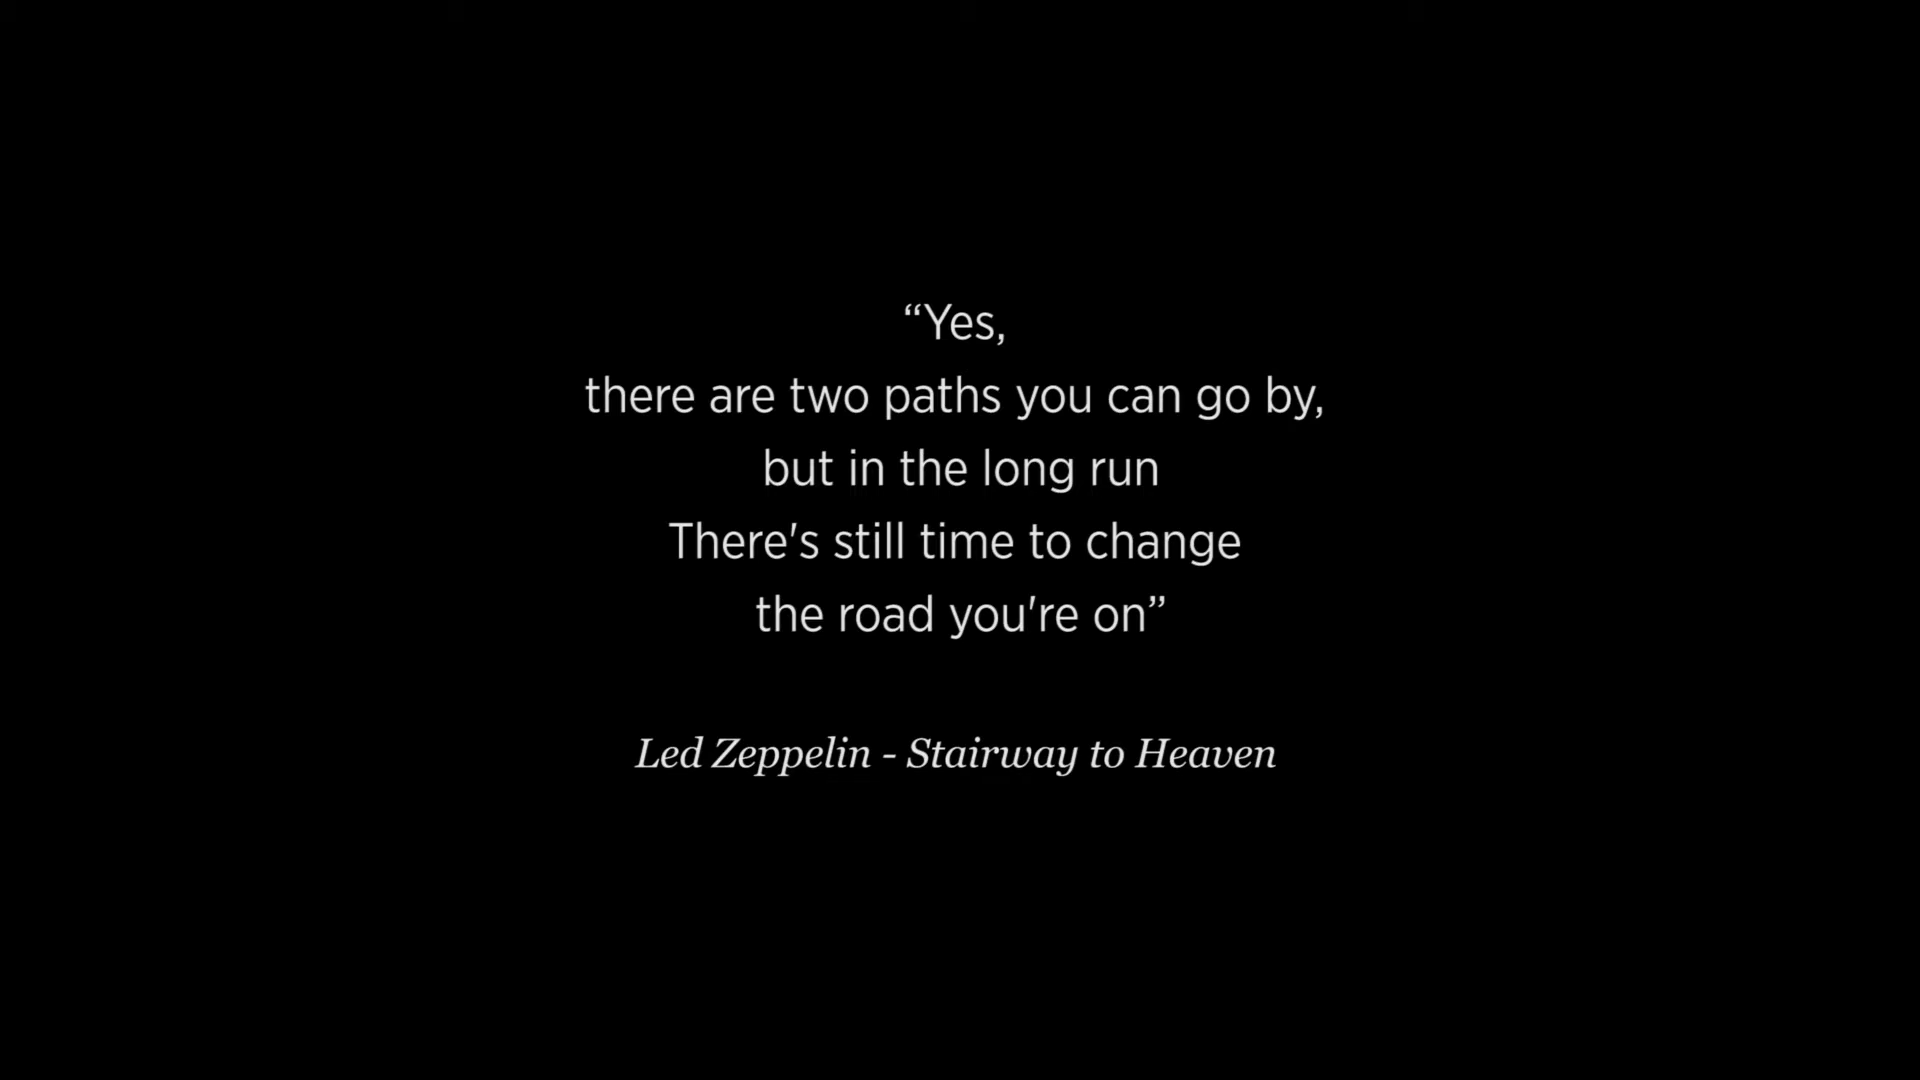 “Yes,
there are two paths you can go by,
but in the long run
There's still time to change
the road you're on”
Led Zeppelin - Stairway to Heaven